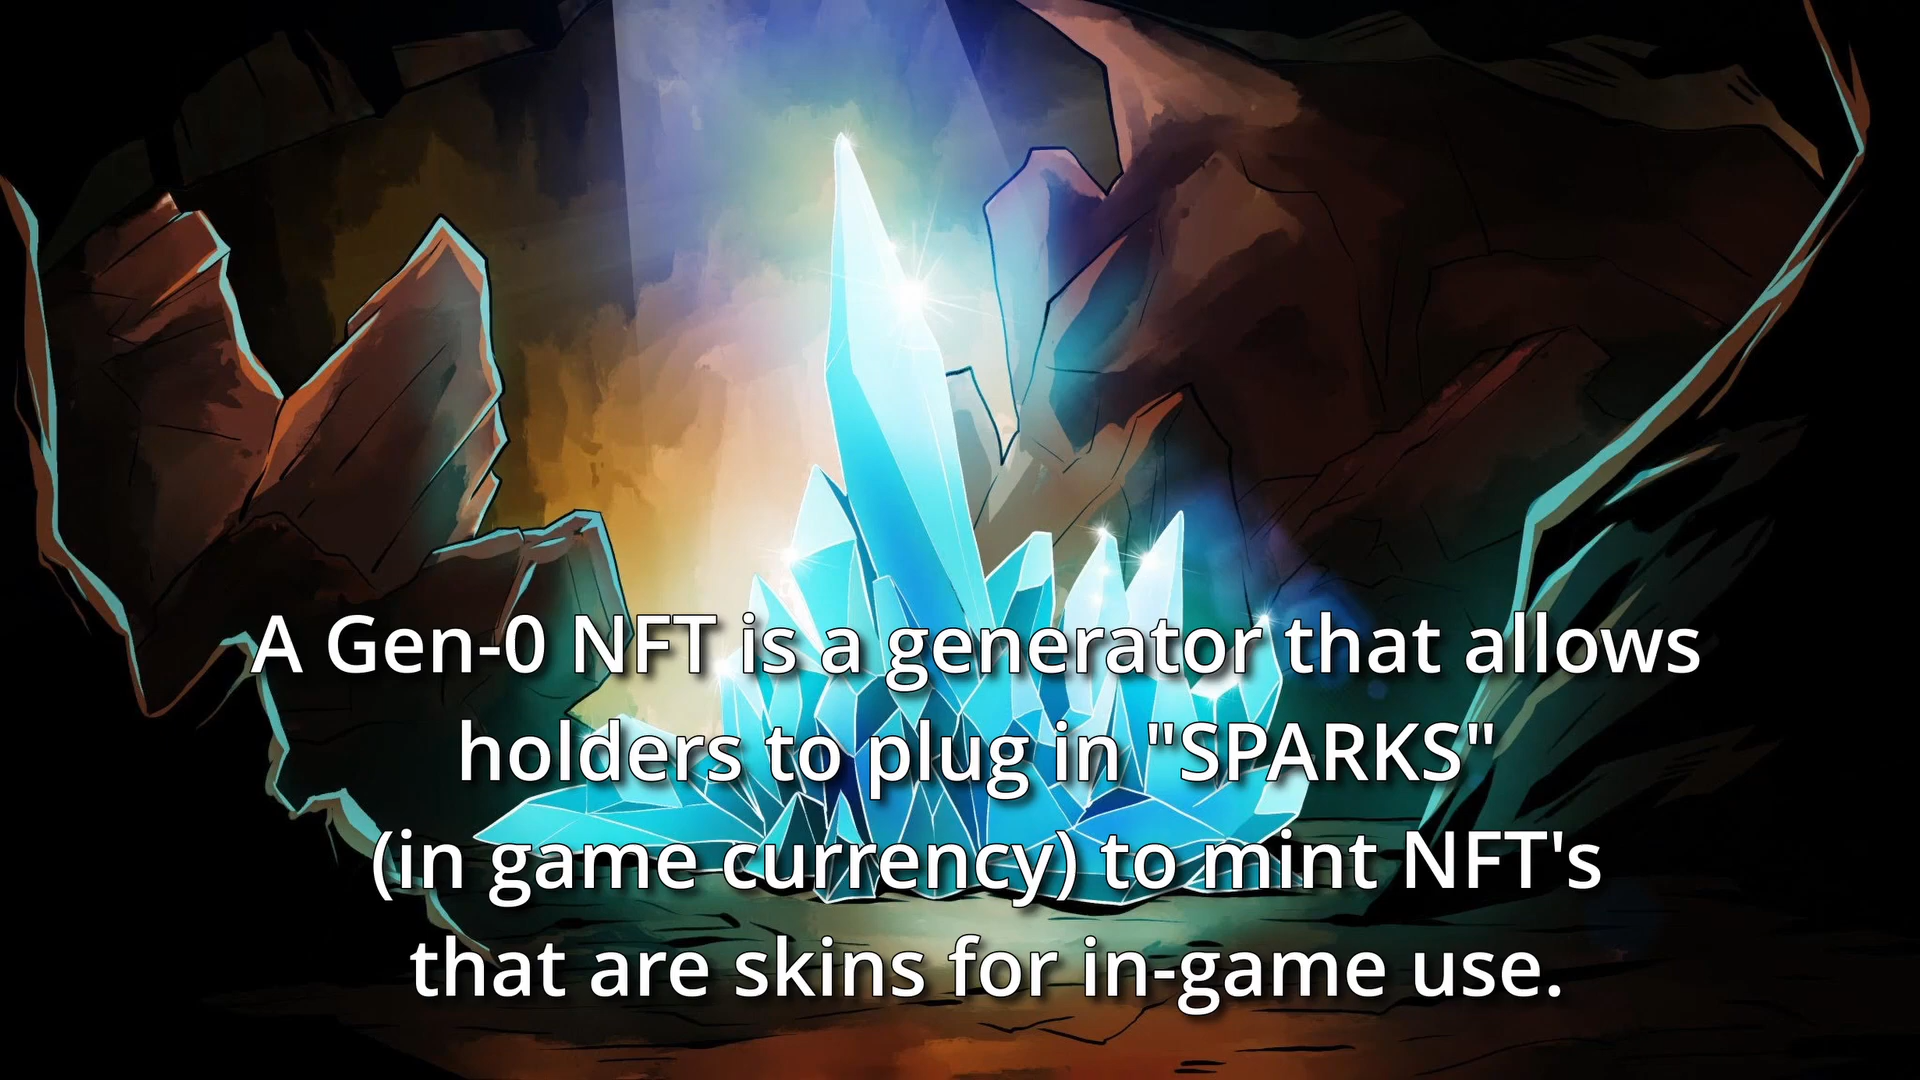 A Gen-0 NFT is a generator that allows
holders to plug in "SPARKS"
(in game currency) to mint NFT's
that are skins for in-game use.